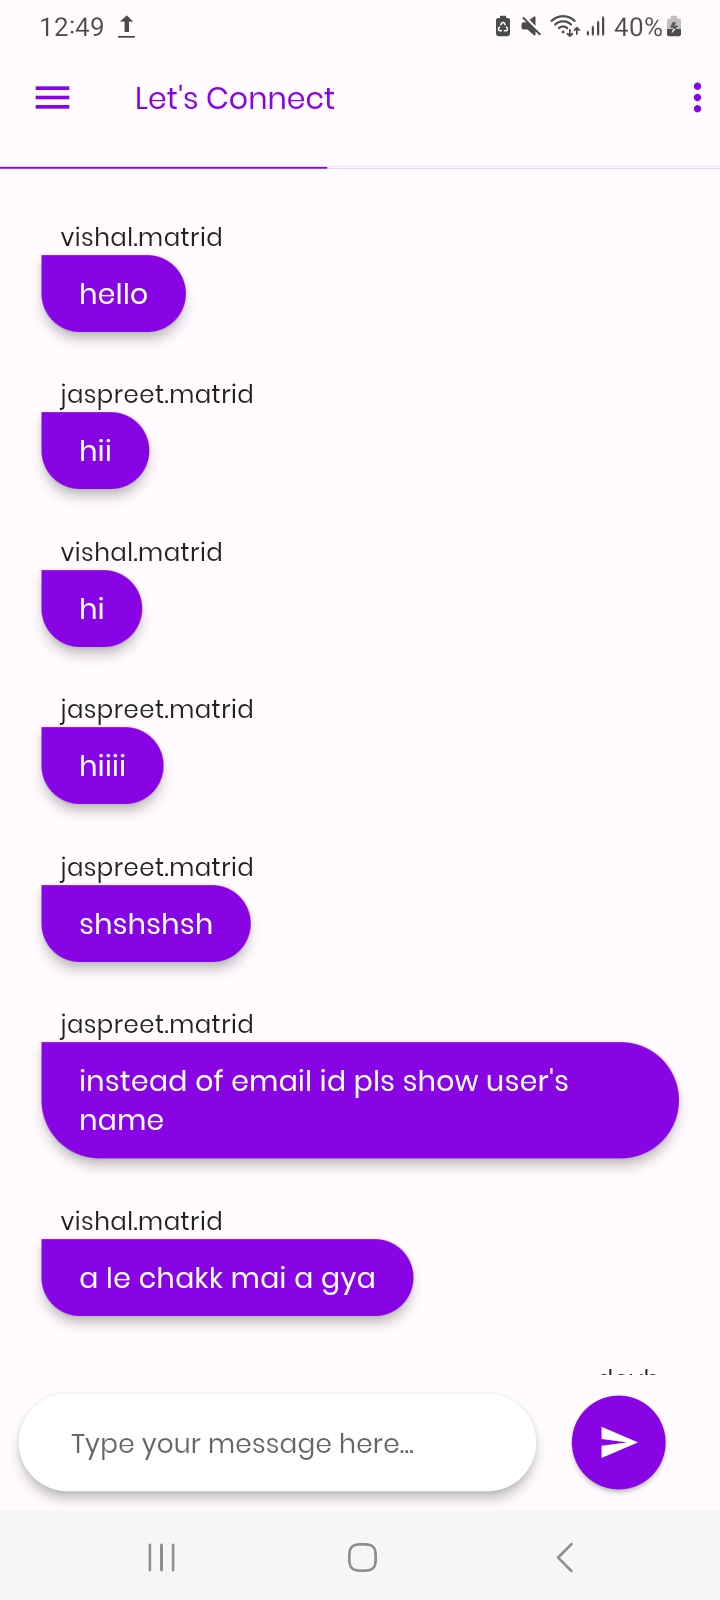 12:49
40%
Let's Connect
vishal.matrid
hello
jaspreet.matrid
hii
vishal.matrid
hi
jaspreet.matrid
hiiii
jaspreet.matrid
shshshsh
jaspreet.matrid
instead of email id pls show user's
name
vishal.matrid
a le chakk mai a gya
Type your message here...